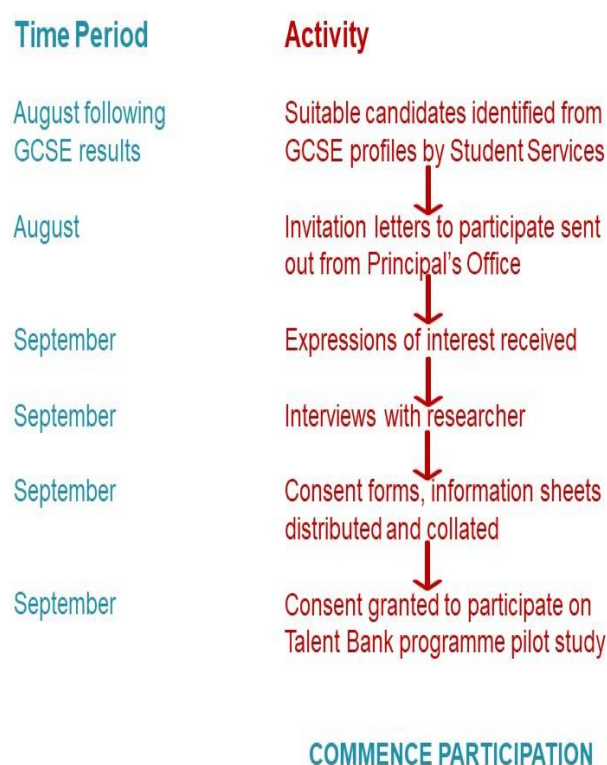 Time Period Activity
August following Suitable candidates identified from
GCSE results GCSE profiles by Student Services
August Invitation letters to participate sent
out from Principal's Office
September Expressions of interest received
September Interviews with researcher
September Consent forms, information sheets
distributed and collated
September Consent granted to participate on
Talent Bank programme pilot study
COMMENCE PARTICIPATION